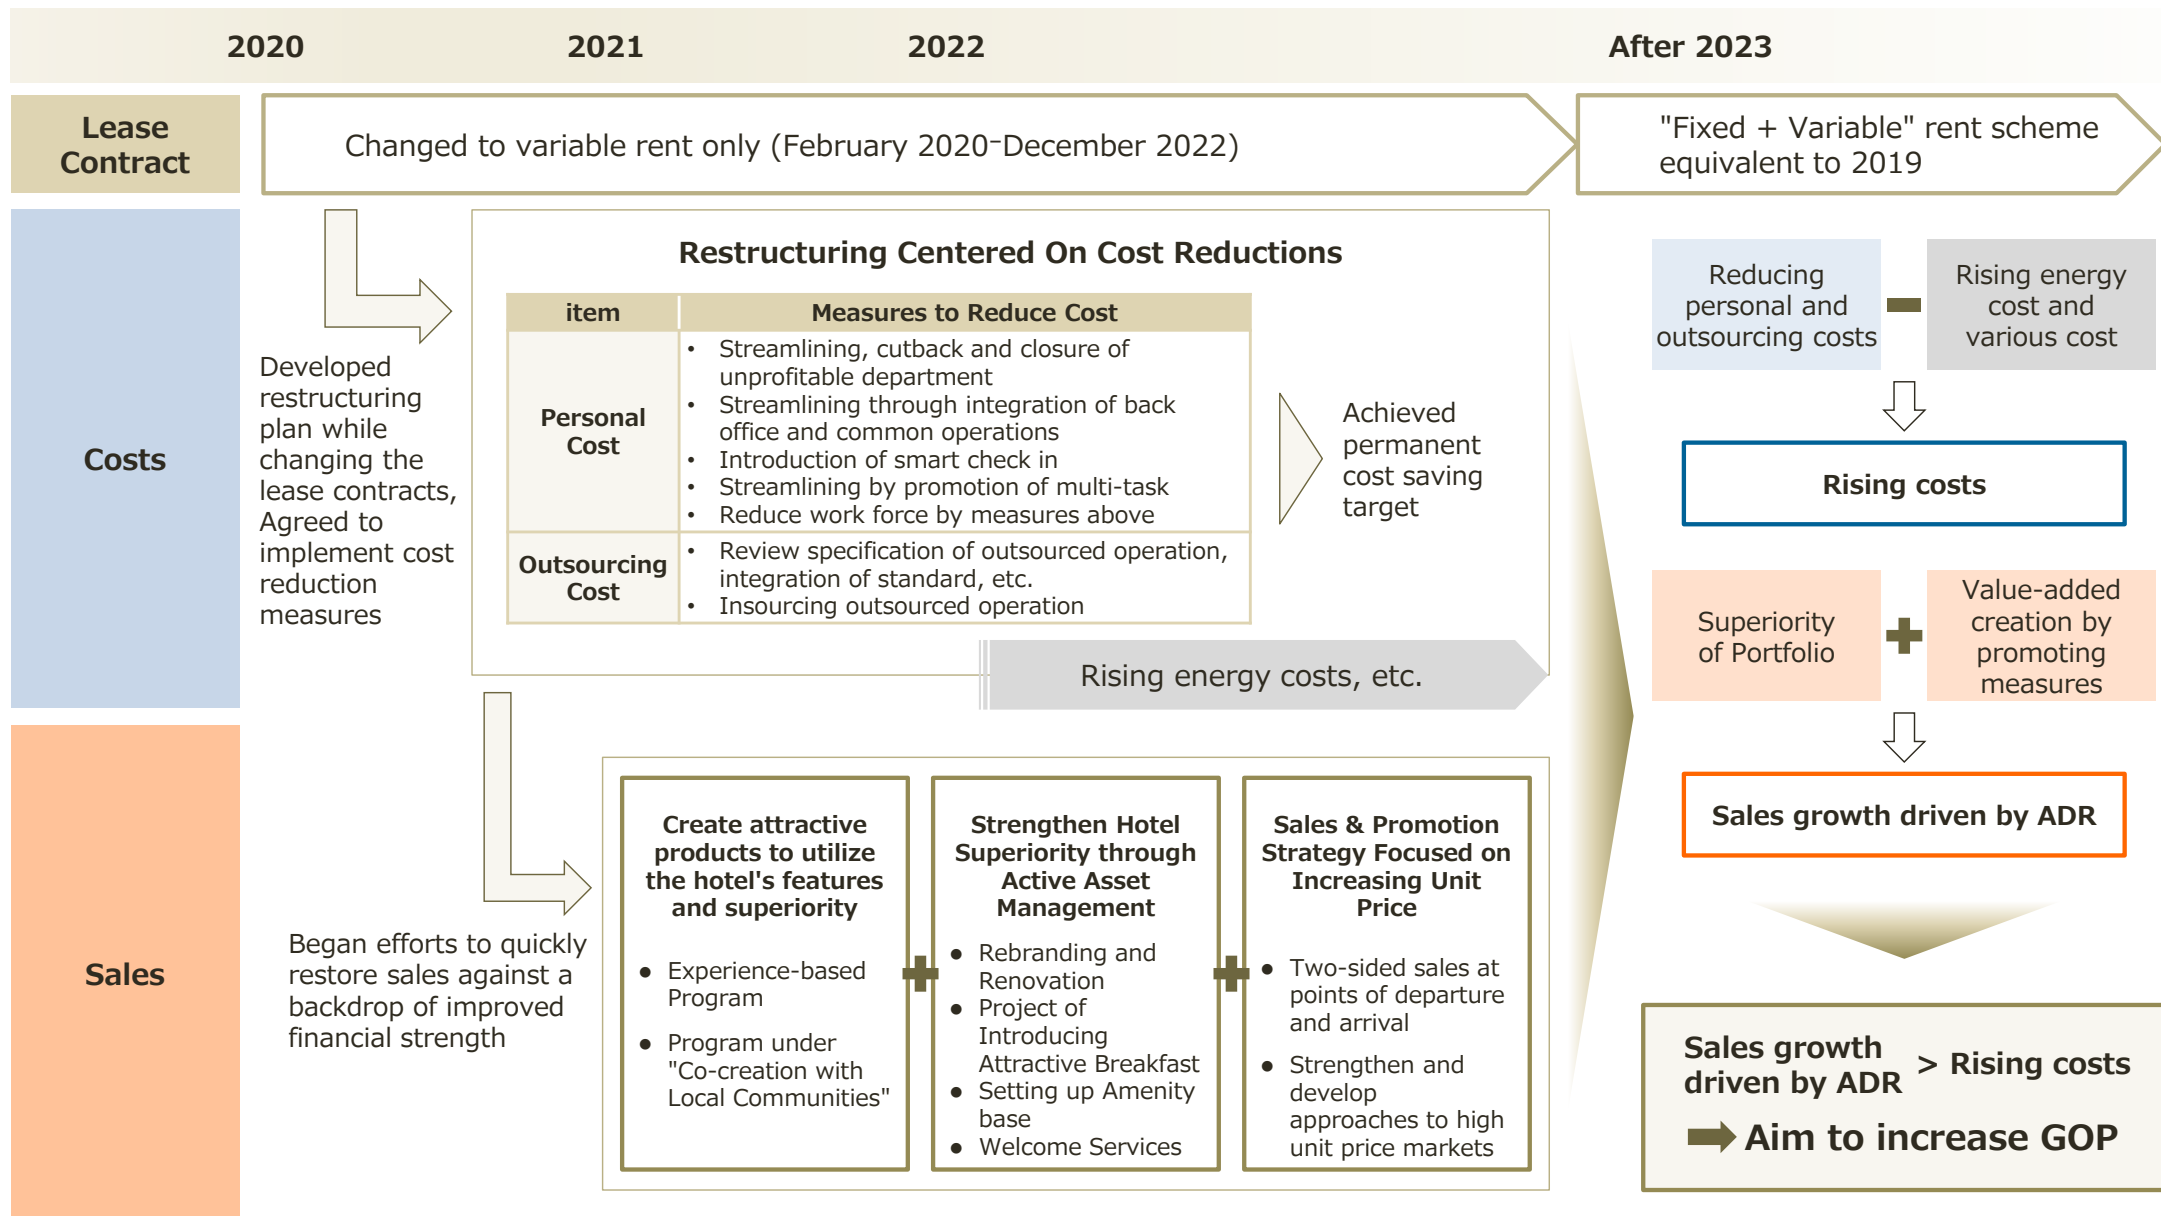 2020
2021
2022
After 2023
Lease
Contract
Changed to variable rent only (February 2020–December 2022)
"Fixed + Variable" rent scheme
equivalent to 2019
Costs
Developed
restructuring
plan while
changing the
lease contracts,
Agreed to
implement cost
reduction
measures
Restructuring Centered On Cost Reductions
item
Measures to Reduce Cost
Personal
Cost
• Streamlining, cutback and closure of
unprofitable department
• Streamlining through integration of back
office and common operations
• Introduction of smart check in
• Streamlining by promotion of multi-task
• Reduce work force by measures above
Outsourcing
Cost
• Review specification of outsourced operation,
integration of standard, etc.
• Insourcing outsourced operation
Achieved
permanent
cost saving
target
Rising energy costs, etc.
Reducing
personal and
outsourcing costs
Rising energy
cost and
various cost
Rising costs
Superiority
of Portfolio
Value-added
creation by
promoting
measures
Sales growth driven by ADR
Sales
Began efforts to quickly
restore sales against a
backdrop of improved
financial strength
Create attractive
products to utilize
the hotel's features
and superiority
● Experience-based
Program
● Program under
"Co-creation with
Local Communities"
Strengthen Hotel
Superiority through
Active Asset
Management
● Rebranding and
Renovation
● Project of
Introducing
Attractive Breakfast
● Setting up Amenity
base
● Welcome Services
Sales & Promotion
Strategy Focused on
Increasing Unit
Price
● Two-sided sales at
points of departure
and arrival
● Strengthen and
develop
approaches to high
unit price markets
Sales growth
driven by ADR
> Rising costs
Aim to increase GOP